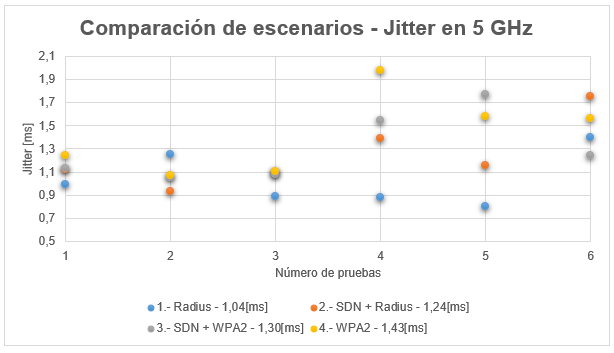 Comparación de escenarios - Jitter en 5 GHz
2,1
1,9
1,7
1,5
1,3
1,1
0,9
0,7
0,5
Jitter [ms]
1 2 3 4 5 6
Número de pruebas
1.- Radius - 1,04[ms] 2.- SDN + Radius - 1,24[ms]
3.- SDN + WPA2 - 1,30[ms] 4.- WPA2 - 1,43[ms]